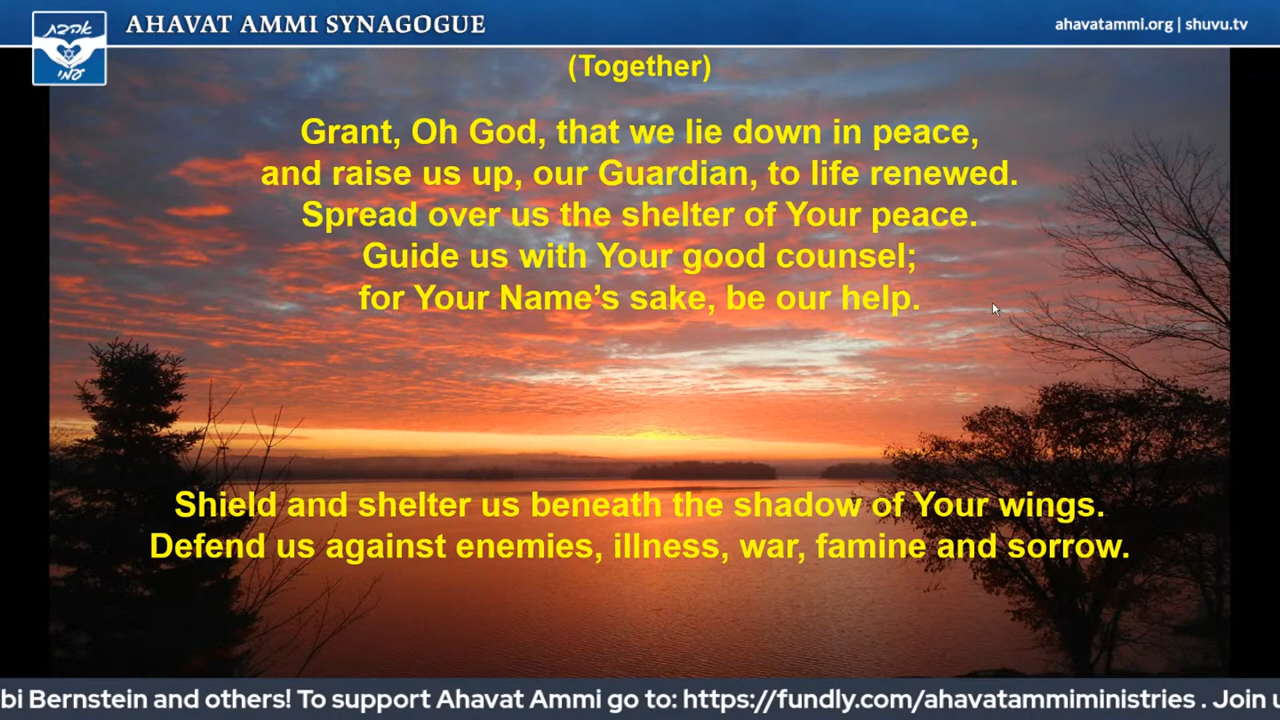 אהבת
עמי
AHAVAT AMMI SYNAGOGUE
ahavatammi.org | shuvu.tv
(Together)
Grant, Oh God, that we lie down in peace,
and raise us up, our Guardian, to life renewed.
Spread over us the shelter of Your peace.
Guide us with Your good counsel;
for Your Name’s sake, be our help.
Shield and shelter us beneath the shadow of Your wings.
Defend us against enemies, illness, war, famine and sorrow.
bi Bernstein and others! To support Ahavat Ammi go to: https://fundly.com/ahavatammiministries . Join